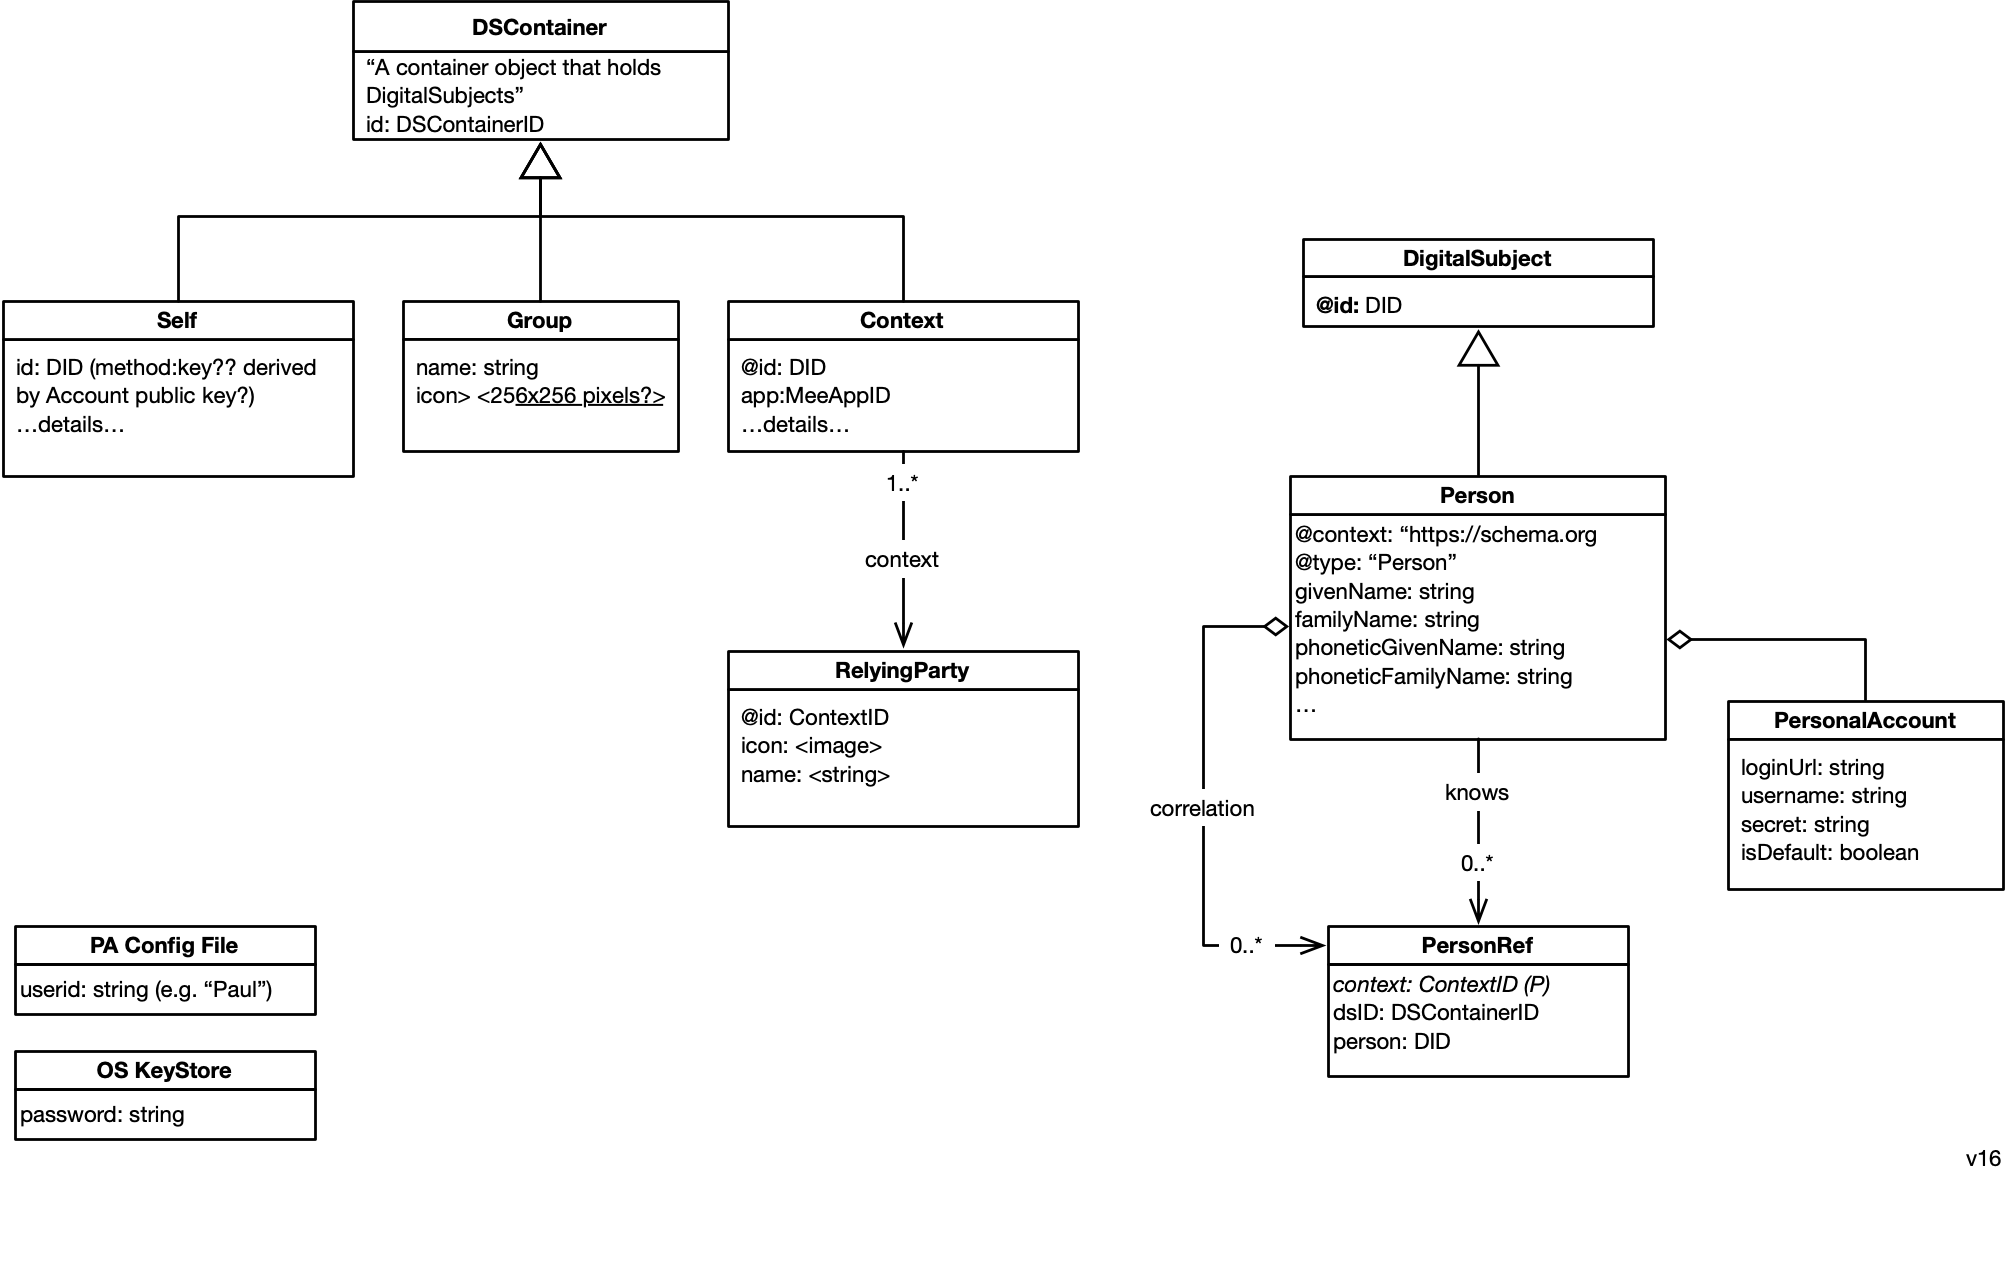 DSContainer
“A container object that holds
DigitalSubjects”
id: DSContainerID
Self
id: DID (method:key?? derived
by Account public key?)
…details…
Group
name: string
icon> <256x256 pixels?>
Context
@id: DID
app:MeeAppID
…details…
1..*
context
RelyingParty
@id: ContextID
icon: <image>
name: <string>
DigitalSubject
@id: DID
Person
@context: “https://schema.org
@type: “Person”
givenName: string
familyName: string
phoneticGivenName: string
phoneticFamilyName: string
…
correlation
0..*
knows
0..*
PersonalAccount
loginUrl: string
username: string
secret: string
isDefault: boolean
PersonRef
context: ContextID (P)
dsID: DSContainerID
person: DID
PA Config File
userid: string (e.g. “Paul”)
OS KeyStore
password: string
v16